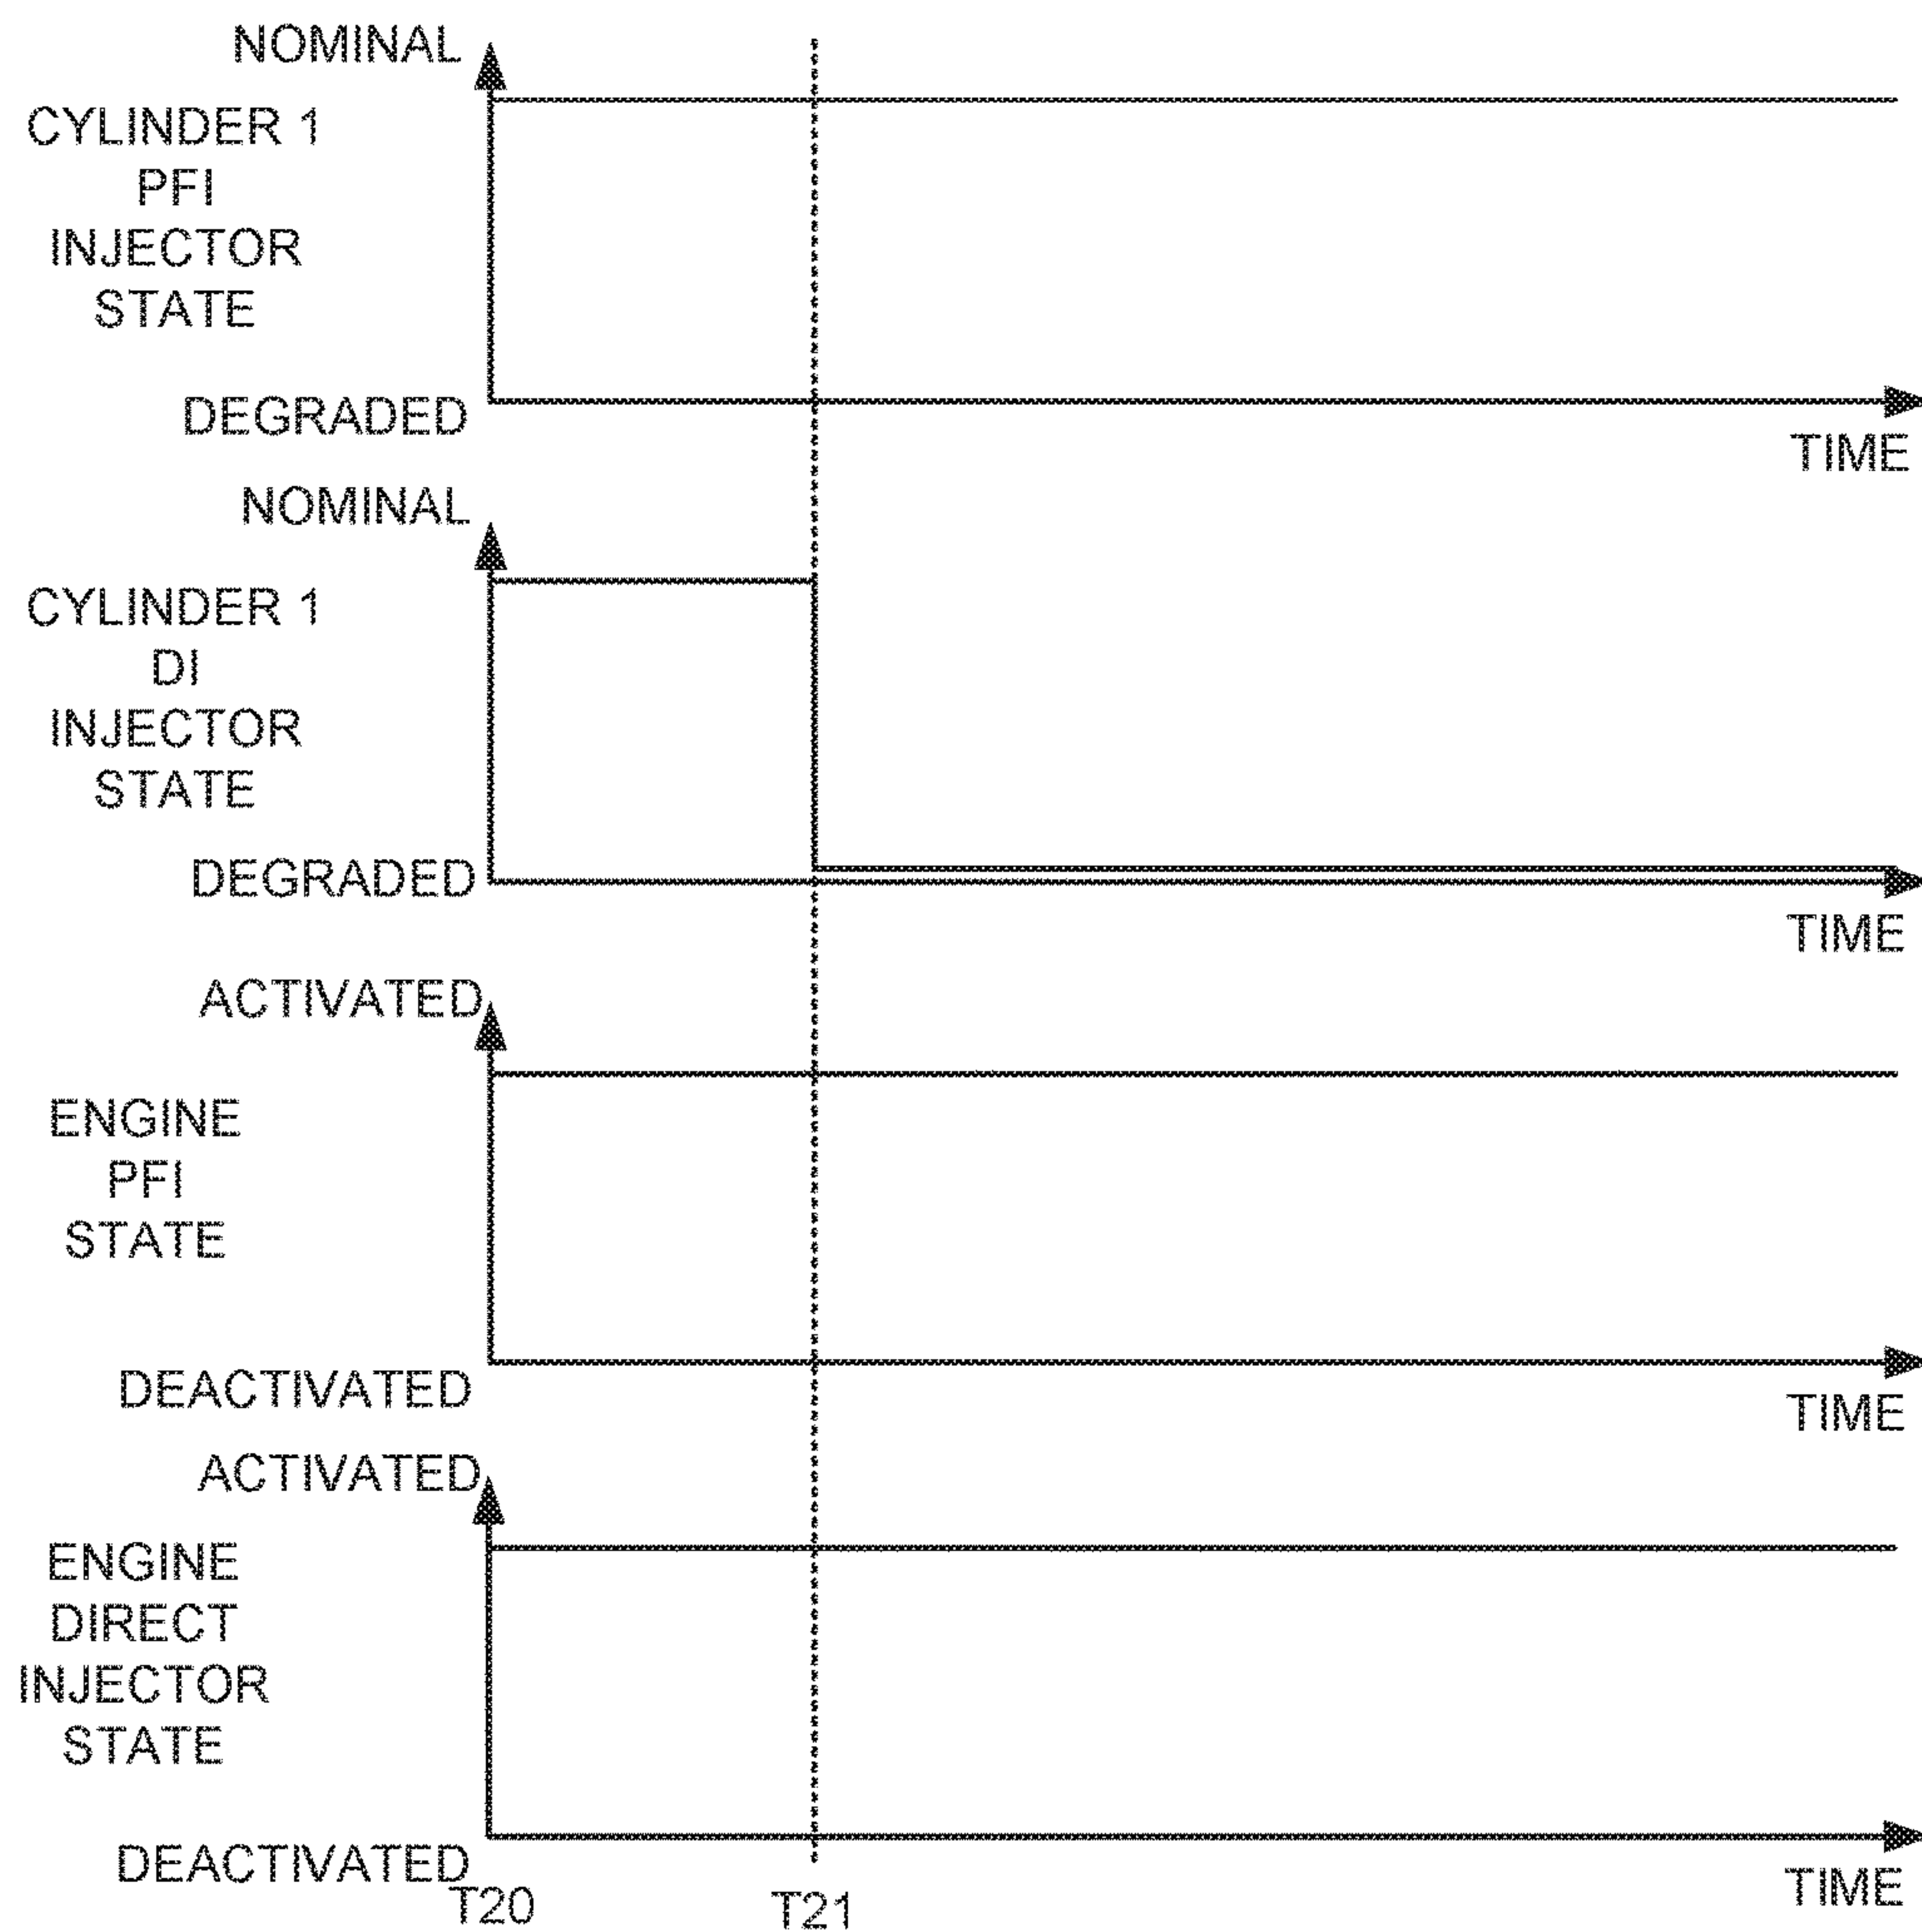 NOMINAL
CYLINDER 1
PFI
INJECTOR
STATE
DEGRADED
TIME
NOMINAL
CYLINDER 1
DI
INJECTOR
STATE
DEGRADED
TIME
ACTIVATED
ENGINE
PFI
STATE
DEACTIVATED
TIME
ACTIVATED
ENGINE
DIRECT
INJECTOR
STATE
DEACTIVATED
TIME
T20
T21